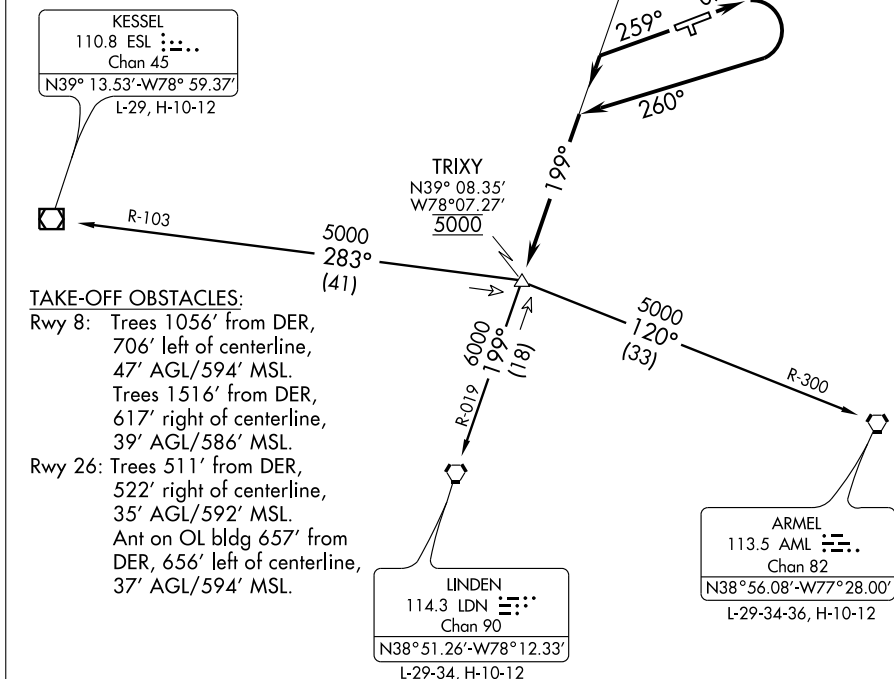 KESSEL
110.8 ESL
Chan 45
N39° 13.53'-W78° 59.37'
L-29, H-10-12
259°
260°
199°
TRIXY
N39° 08.35'
W78°07.27'
5000
R-103
5000
283°
(41)
5000
120°
(33)
R-300
6000
199°
(18)
R-019
TAKE-OFF OBSTACLES:
Rwy 8: Trees 1056' from DER,
706' left of centerline,
47' AGL/594' MSL.
Trees 1516' from DER,
617' right of centerline,
39' AGL/586' MSL.
Rwy 26: Trees 511' from DER,
522' right of centerline,
35' AGL/592' MSL.
Ant on OL bldg 657' from
DER, 656' left of centerline,
37' AGL/594' MSL.
LINDEN
114.3 LDN
Chan 90
N38°51.26'-W78°12.33'
L-29-34, H-10-12
ARMEL
113.5 AML
Chan 82
N38°56.08'-W77°28.00'
L-29-34-36, H-10-12